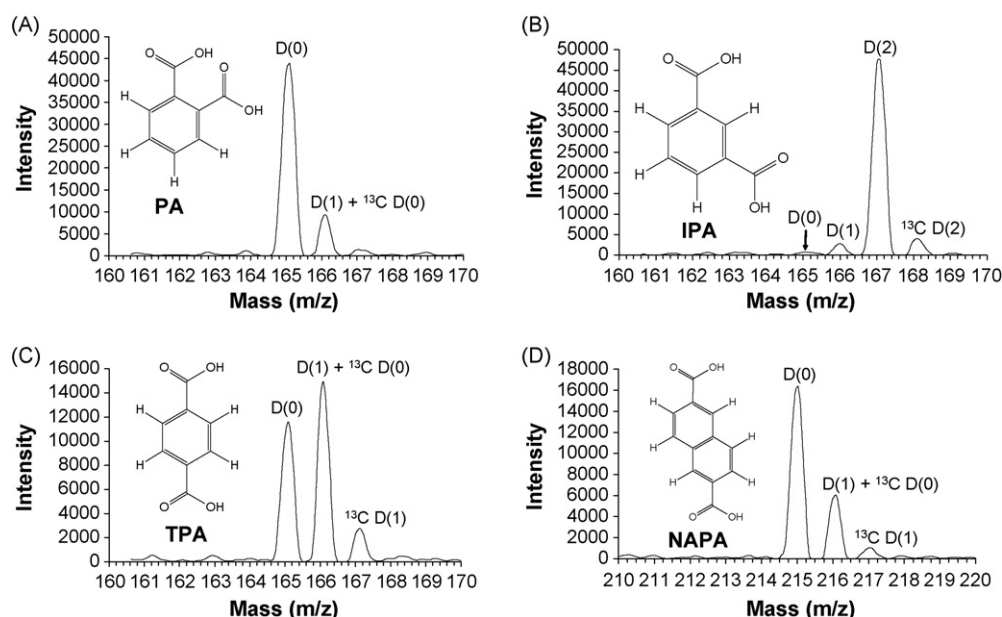 (A)
50000
45000
40000
35000
30000
25000
20000
15000
10000
5000
0
Intensity
160 161 162 163 164 165 166 167 168 169 170
Mass (m/z)
D(0)
D(1) + ¹³C D(0)
O OH
O
OH
H
H H
H
PA
(B)
50000
45000
40000
35000
30000
25000
20000
15000
10000
5000
0
Intensity
160 161 162 163 164 165 166 167 168 169 170
Mass (m/z)
D(2)
D(0) D(1) ¹³C D(2)
O OH
H H
H O
H OH
IPA
(C)
16000
14000
12000
10000
8000
6000
4000
2000
0
Intensity
160 161 162 163 164 165 166 167 168 169 170
Mass (m/z)
D(1) + ¹³C D(0)
D(0)
¹³C D(1)
O OH
H H
H H
O OH
TPA
(D)
18000
16000
14000
12000
10000
8000
6000
4000
2000
0
Intensity
210 211 212 213 214 215 216 217 218 219 220
Mass (m/z)
D(0)
D(1) + ¹³C D(0)
¹³C D(1)
O OH
H H
H H
H H
O OH
NAPA